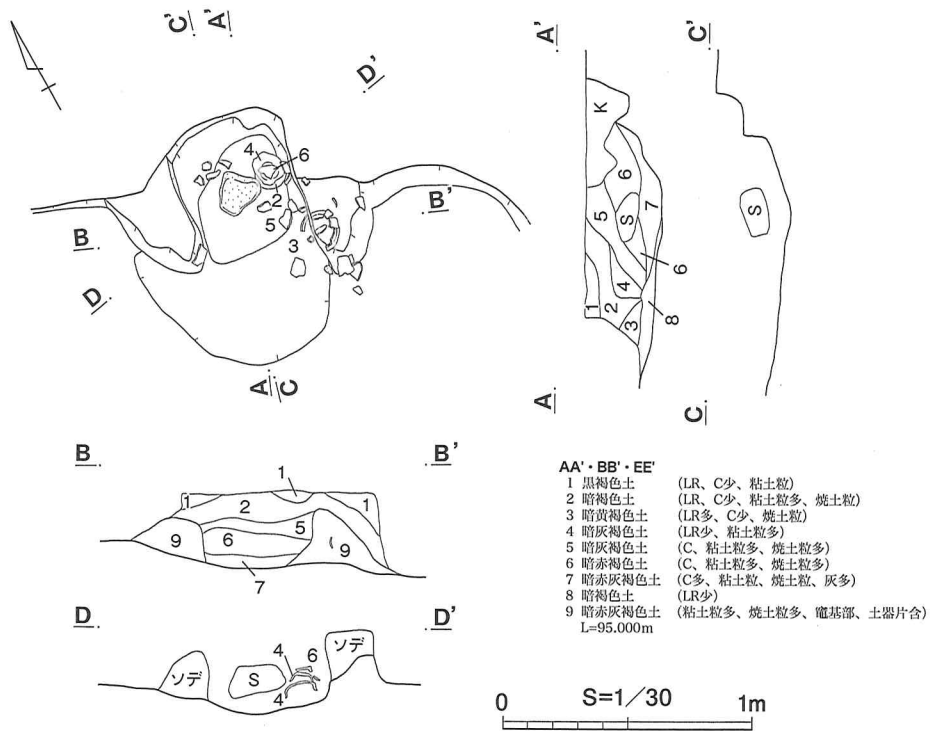 C' A'
D'
4
6
2
5
3
B B'
D
A C
A' C'
K
6
5 S 7
S
6
4
1 2 8
3
A C
B B'
1
1 2 1
5
9 6 9
7
D D'
ソデ S 4 6 ソデ
4
AA'・BB'・EE'
1 黒褐色土 (LR、C少、粘土粒)
2 暗褐色土 (LR、C少、粘土粒多、焼土粒)
3 暗黄褐色土 (LR多、C少、焼土粒)
4 暗灰褐色土 (LR少、粘土粒多)
5 暗灰褐色土 (C、粘土粒多、焼土粒多)
6 暗赤褐色土 (C、粘土粒多、焼土粒多)
7 暗赤灰褐色土 (C多、粘土粒、焼土粒、灰多)
8 暗褐色土 (LR少)
9 暗赤灰褐色土 (粘土粒多、焼土粒多、竃基部、土器片含)
L=95.000m
0 S=1/30 1m